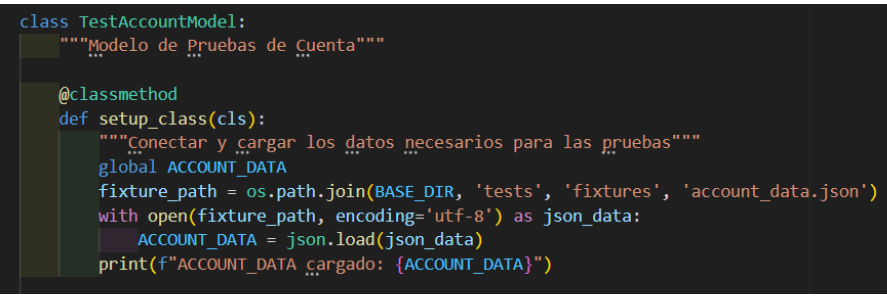 class TestAccountModel:
"""Modelo de Pruebas de Cuenta"""
@classmethod
def setup_class(cls):
"""Conectar y cargar los datos necesarios para las pruebas"""
global ACCOUNT_DATA
fixture_path = os.path.join(BASE_DIR, 'tests', 'fixtures', 'account_data.json')
with open(fixture_path, encoding='utf-8') as json_data:
ACCOUNT_DATA = json.load(json_data)
print(f"ACCOUNT_DATA cargado: {ACCOUNT_DATA}")